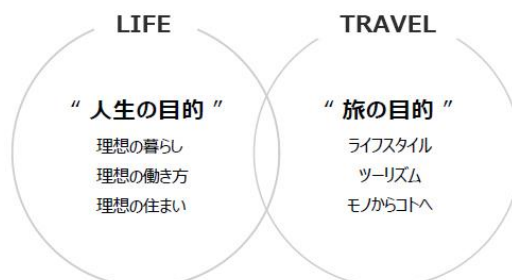 LIFE
TRAVEL
“ 人生の目的 ”
理想の暮らし
理想の働き方
理想の住まい
“ 旅の目的 ”
ライフスタイル
ツーリズム
モノからコトへ